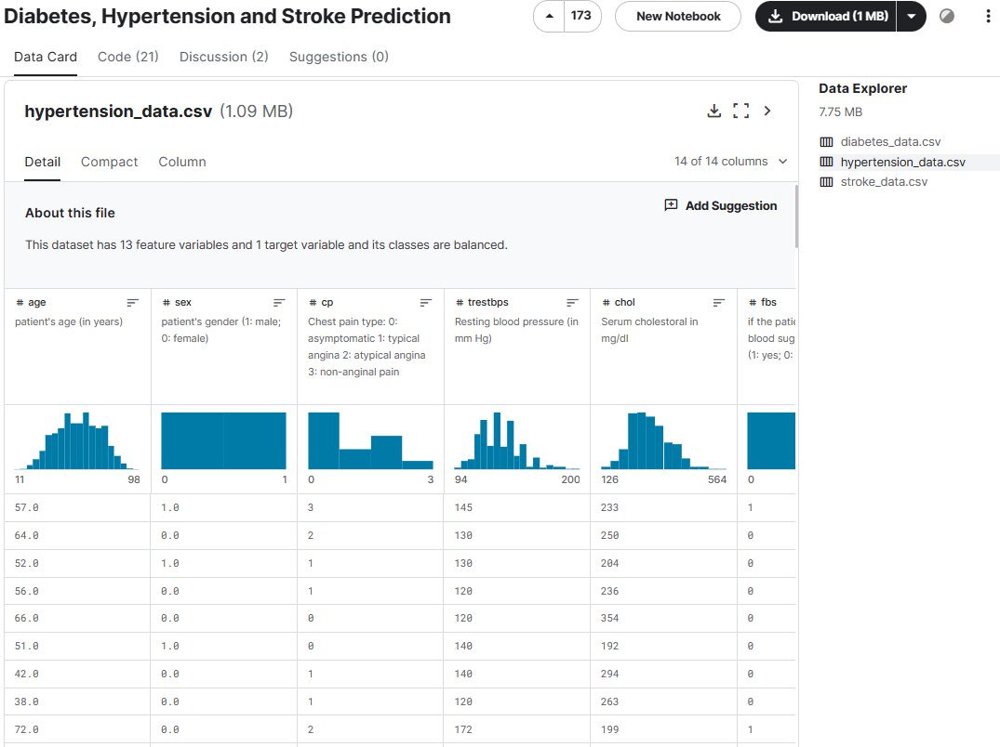 Diabetes, Hypertension and Stroke Prediction
173
New Notebook
Download (1 MB)
Data Card
Code (21)
Discussion (2)
Suggestions (0)
hypertension_data.csv (1.09 MB)
Detail
Compact
Column
14 of 14 columns
About this file
Add Suggestion
This dataset has 13 feature variables and 1 target variable and its classes are balanced.
# age
patient's age (in years)
# sex
patient's gender (1: male;
0: female)
# cp
Chest pain type: 0:
asymptomatic 1: typical
angina 2: atypical angina
3: non-anginal pain
# trestbps
Resting blood pressure (in
mm Hg)
# chol
Serum cholestoral in
mg/dl
# fbs
if the patie
blood sug
(1: yes; 0:
11 98
0 1
0 3
94 200
126 564
0
57.0 1.0 3 145 233 1
64.0 0.0 2 130 250 0
52.0 1.0 1 130 204 0
56.0 0.0 1 120 236 0
66.0 0.0 0 120 354 0
51.0 1.0 0 140 192 0
42.0 0.0 1 140 294 0
38.0 0.0 1 120 263 0
72.0 0.0 2 172 199 1
Data Explorer
7.75 MB
diabetes_data.csv
hypertension_data.csv
stroke_data.csv